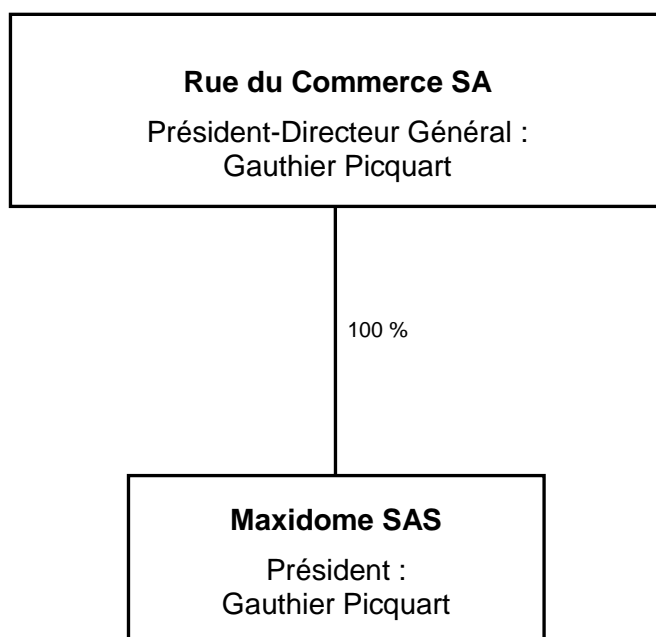 Rue du Commerce SA
Président-Directeur Général :
Gauthier Picquart
100 %
Maxidome SAS
Président :
Gauthier Picquart